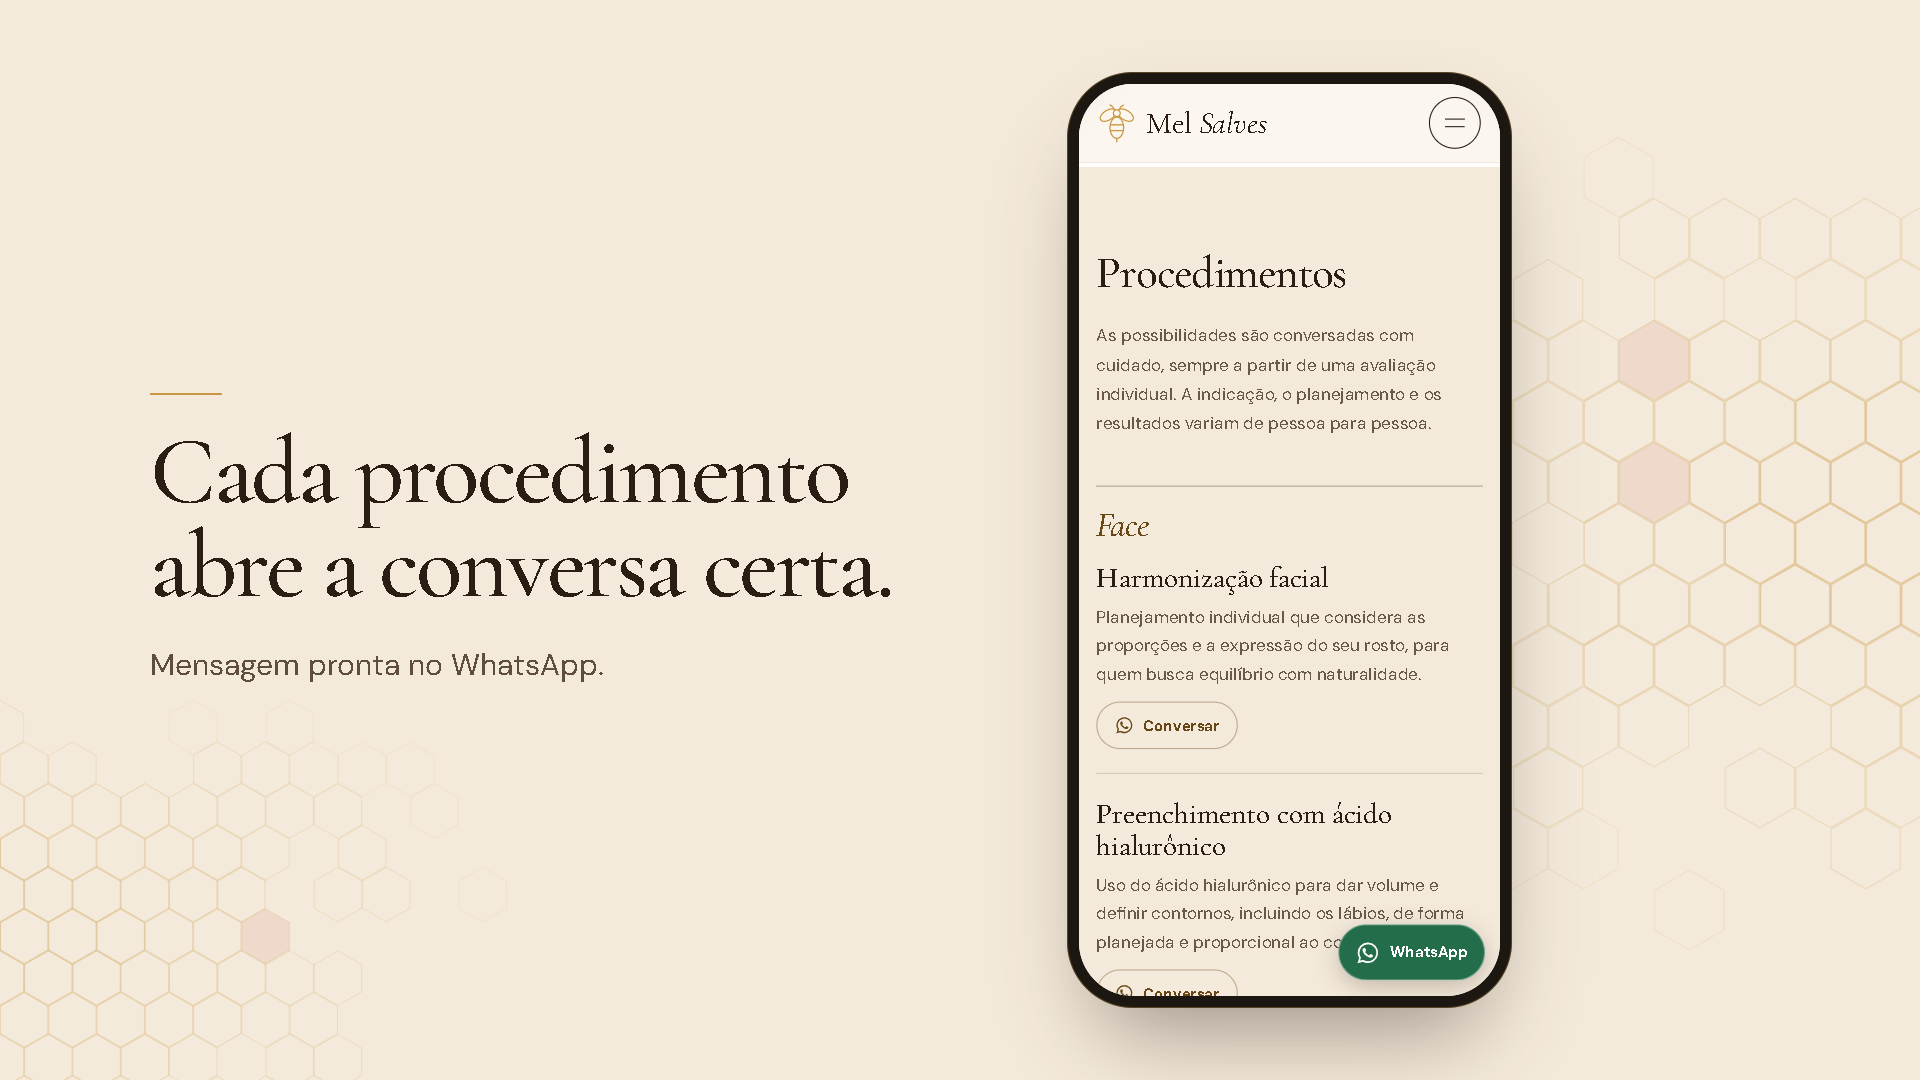 Cada procedimento
abre a conversa certa.
Mensagem pronta no WhatsApp.
Mel Salves
Procedimentos
As possibilidades são conversadas com
cuidado, sempre a partir de uma avaliação
individual. A indicação, o planejamento e os
resultados variam de pessoa para pessoa.
Face
Harmonização facial
Planejamento individual que considera as
proporções e a expressão do seu rosto, para
quem busca equilíbrio com naturalidade.
Conversar
Preenchimento com ácido
hialurônico
Uso do ácido hialurônico para dar volume e
definir contornos, incluindo os lábios, de forma
planejada e proporcional ao
WhatsApp
Conversar